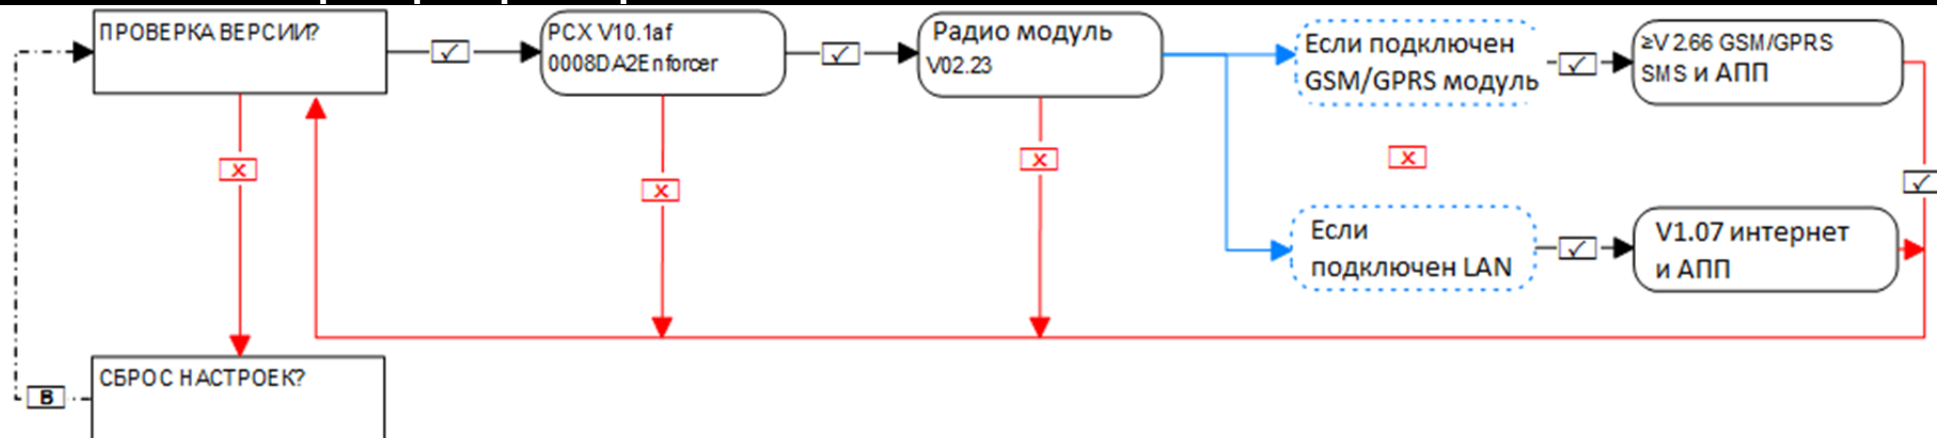 ПРОВЕРКА ВЕРСИИ?
✓
PCX V10.1af
0008DA2Enforcer
✓
Радио модуль
V02.23
Если подключен
GSM/GPRS модуль
✓
≥V 2.66 GSM/GPRS
SMS и АПП
x
x
x
x
✓
Если
подключен LAN
✓
V1.07 интернет
и АПП
СБРОС НАСТРОЕК?
B